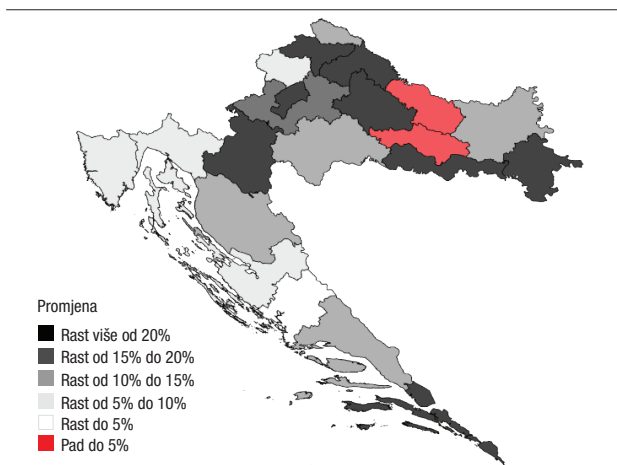 Promjena
Rast više od 20%
Rast od 15% do 20%
Rast od 10% do 15%
Rast od 5% do 10%
Rast do 5%
Pad do 5%